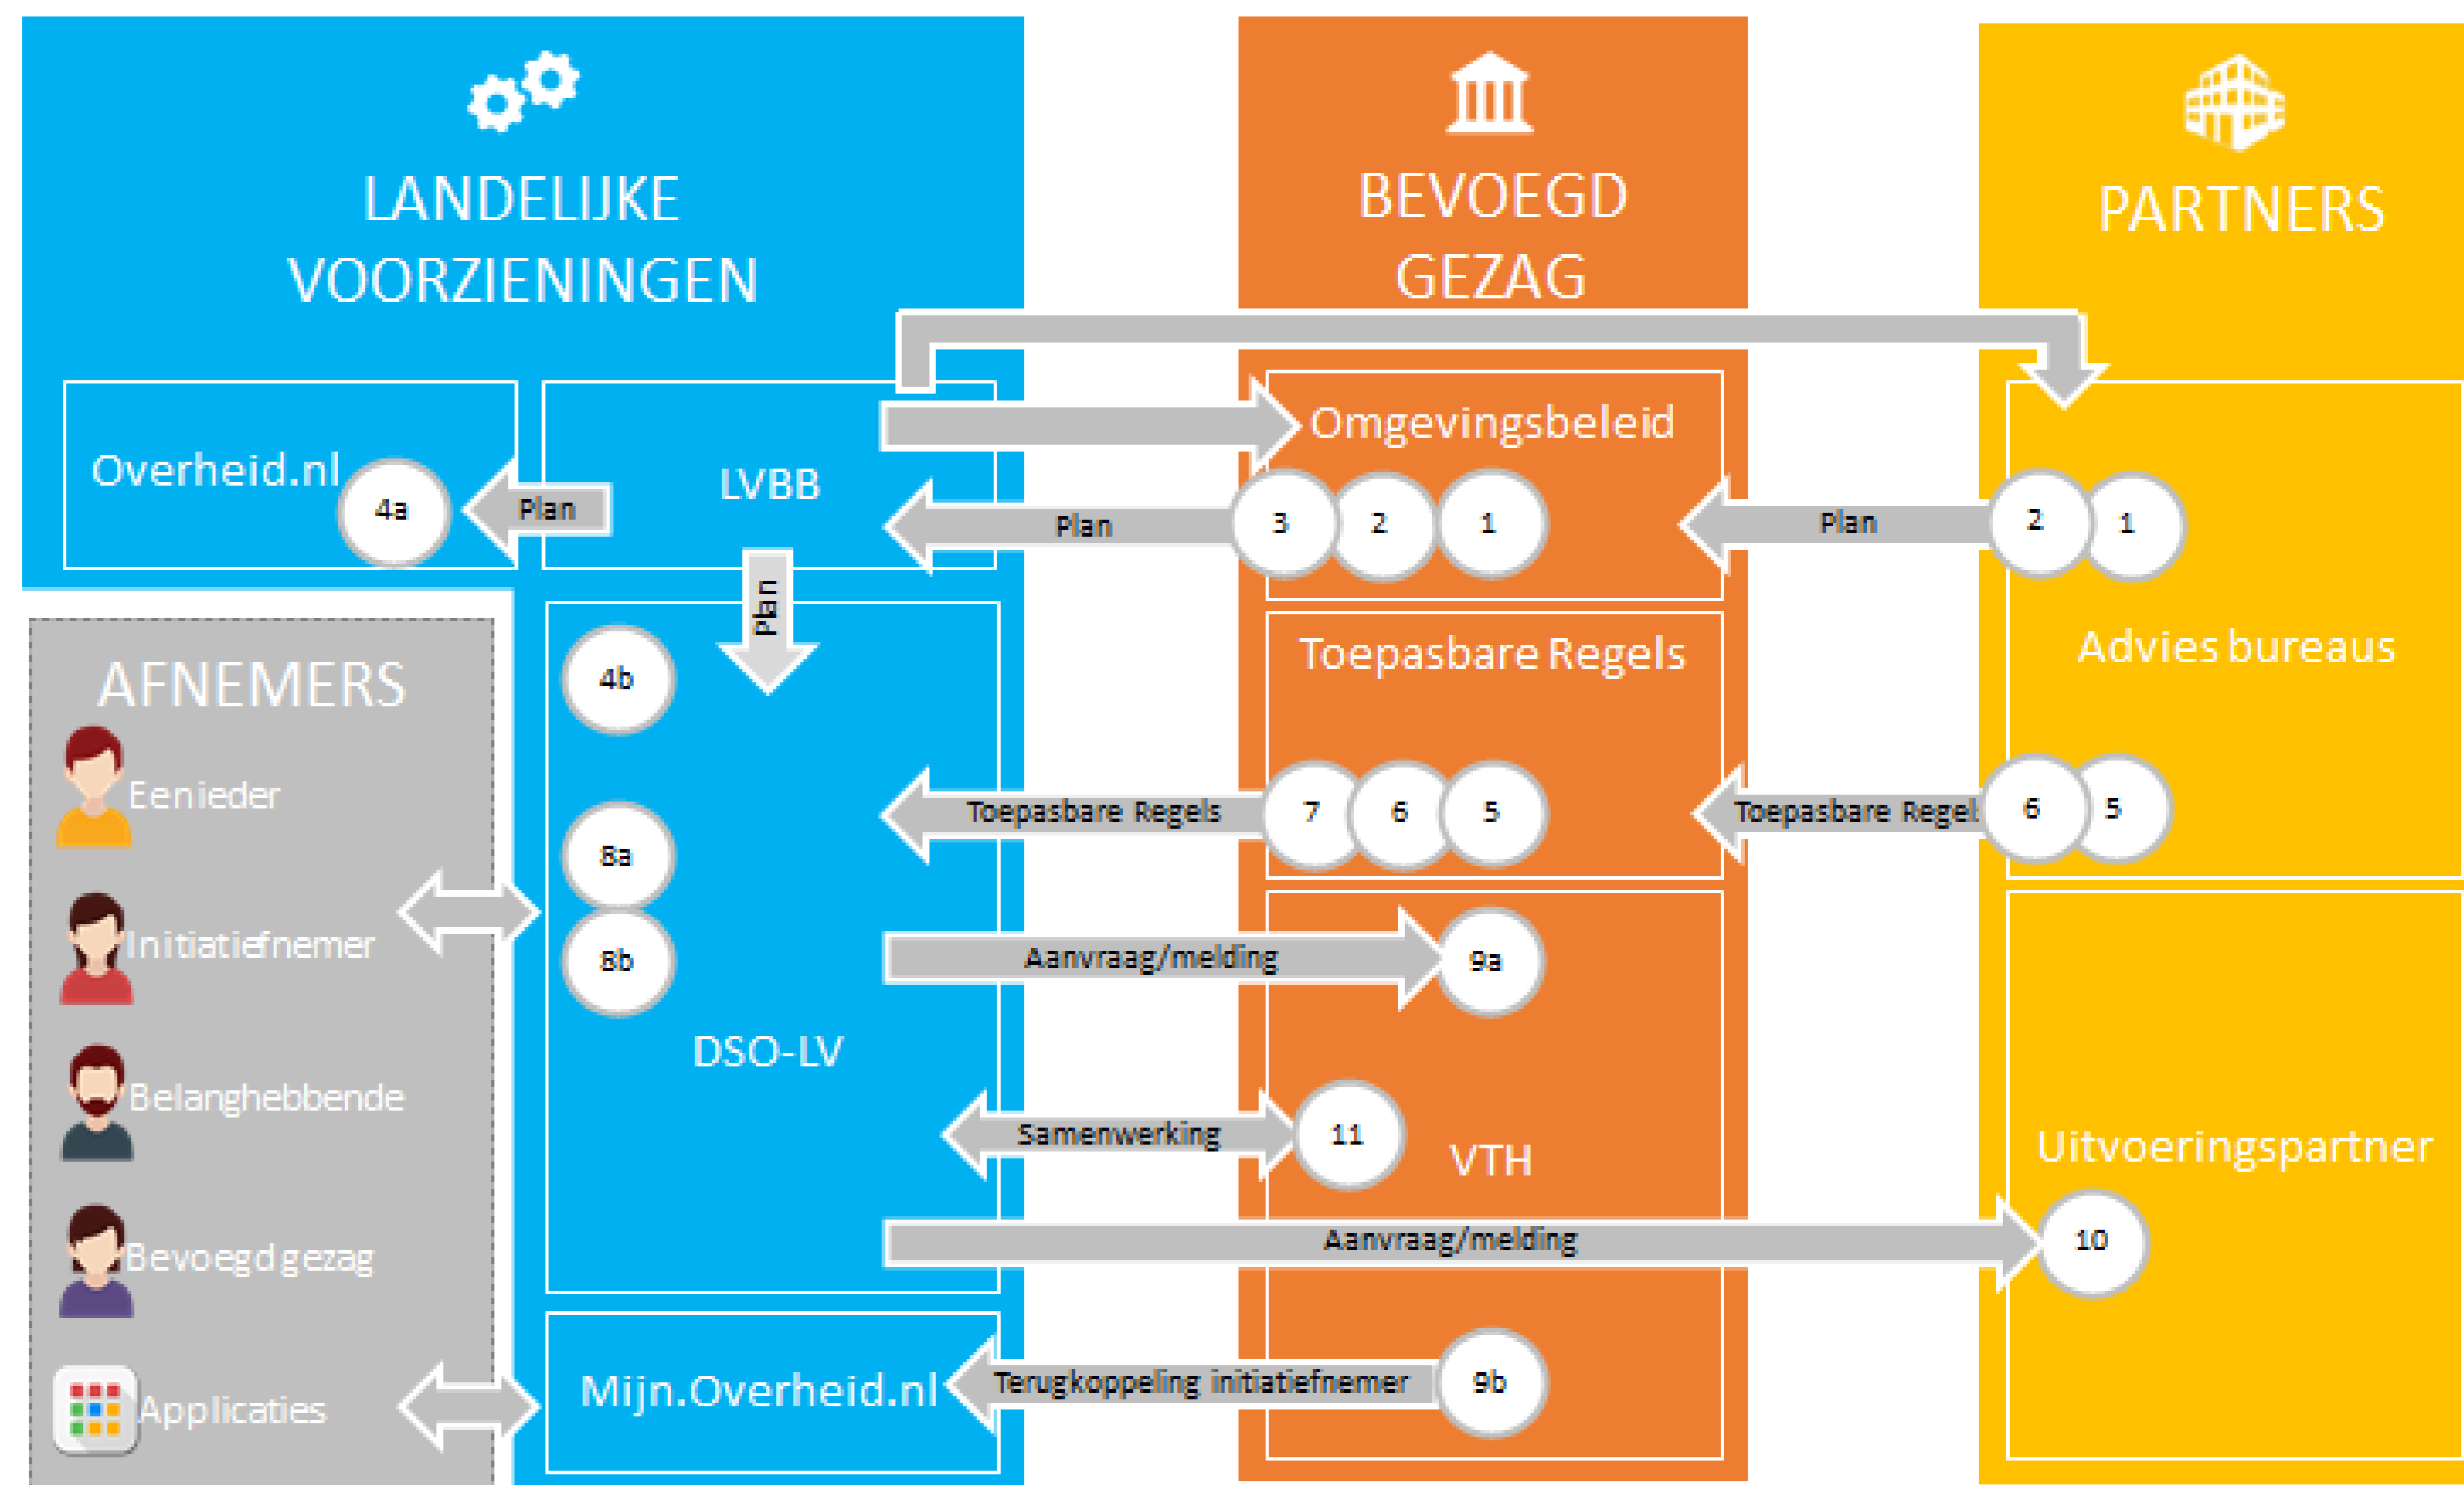 LANDELIJKE
VOORZIENINGEN
BEVOEGD
GEZAG
PARTNERS
Overheid.nl
4a
Plan
LVBB
Plan
Omgevingsbeleid
3
2
1
Plan
2
1
Plan
Advies bureaus
AFNEMERS
Eenieder
Initiatiefnemer
Belanghebbende
Bevoegd gezag
Applicaties
4b
8a
8b
DSO-LV
Toepasbare Regels
Toepasbare Regels
7
6
5
Toepasbare Regels
6
5
Aanvraag/melding
9a
Samenwerking
11
VTH
Uitvoeringspartner
Aanvraag/melding
10
Mijn.Overheid.nl
Terugkoppeling initiatiefnemer
9b